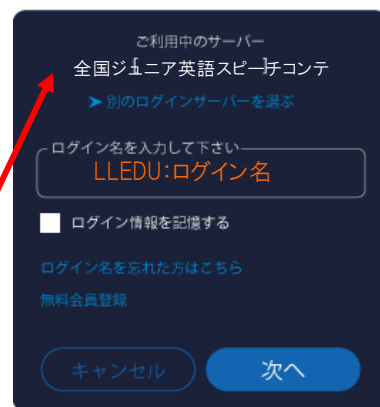 ご利用中のサーバー
全国ジュニア英語スピーチコンテ
➤ 別のログインサーバーを選ぶ
ログイン名を入力して下さい
LLEDU:ログイン名
ログイン情報を記憶する
ログイン名を忘れた方はこちら
無料会員登録
キャンセル
次へ